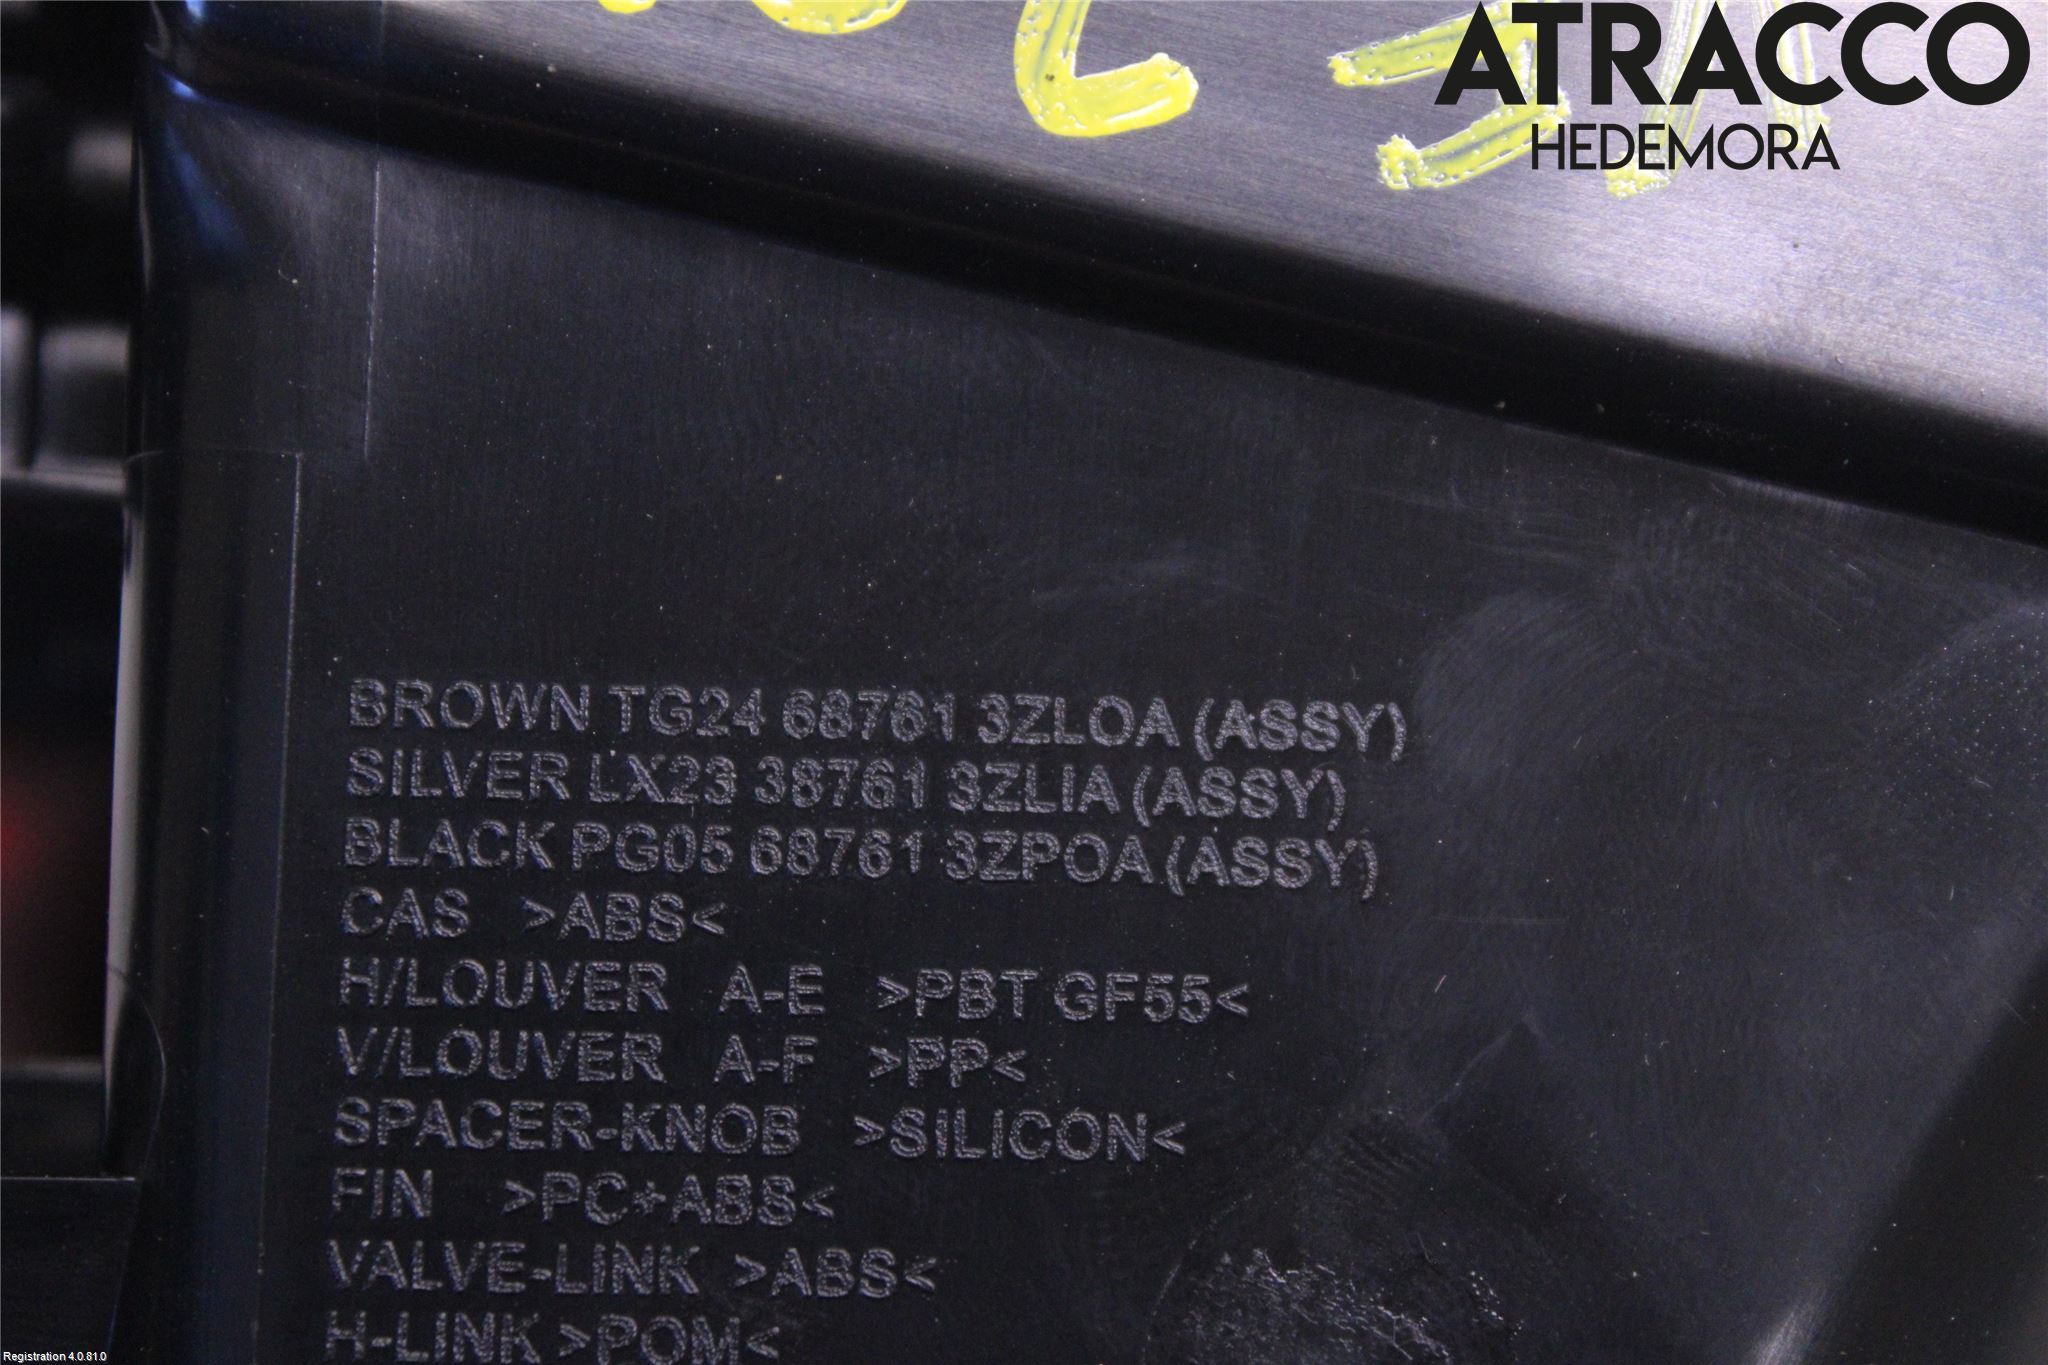 ATRACCO
HEDEMORA
BROWN TG24 68761 3ZLOA (ASSY)
SILVER LX23 38761 3ZLIA (ASSY)
BLACK PG05 68761 3ZPOA (ASSY)
CAS >ABS<
H/LOUVER A-E >PBT GF55<
V/LOUVER A-F >PP<
SPACER-KNOB >SILICON<
FIN >PC+ABS<
VALVE-LINK >ABS<
H-LINK >POM<
Registration 4.0.81.0